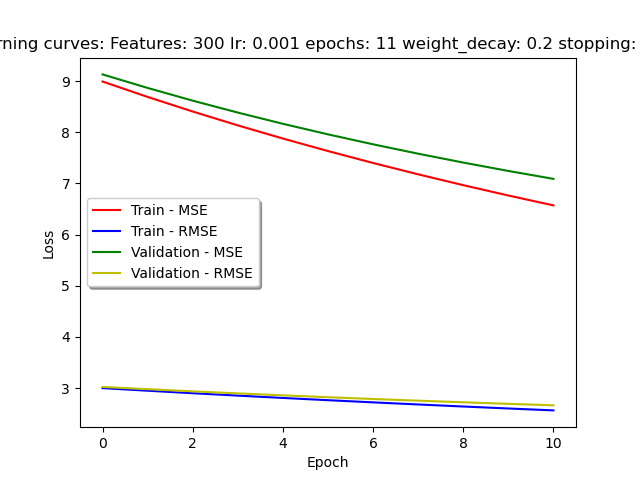 rning curves: Features: 300 lr: 0.001 epochs: 11 weight_decay: 0.2 stopping:
9
8
7
6
5
4
3
Loss
Train - MSE
Train - RMSE
Validation - MSE
Validation - RMSE
0 2 4 6 8 10
Epoch